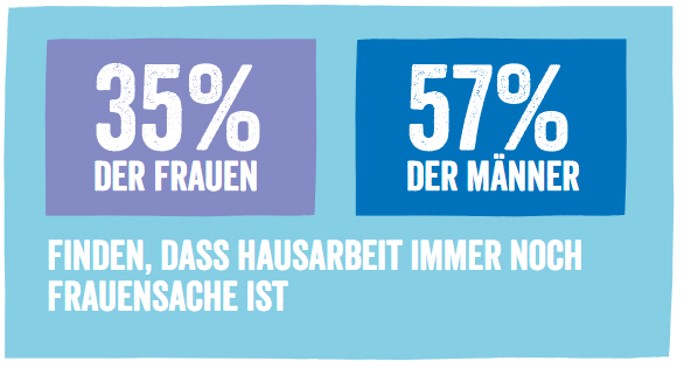 35%
DER FRAUEN
57%
DER MÄNNER
FINDEN, DASS HAUSARBEIT IMMER NOCH
FRAUENSACHE IST